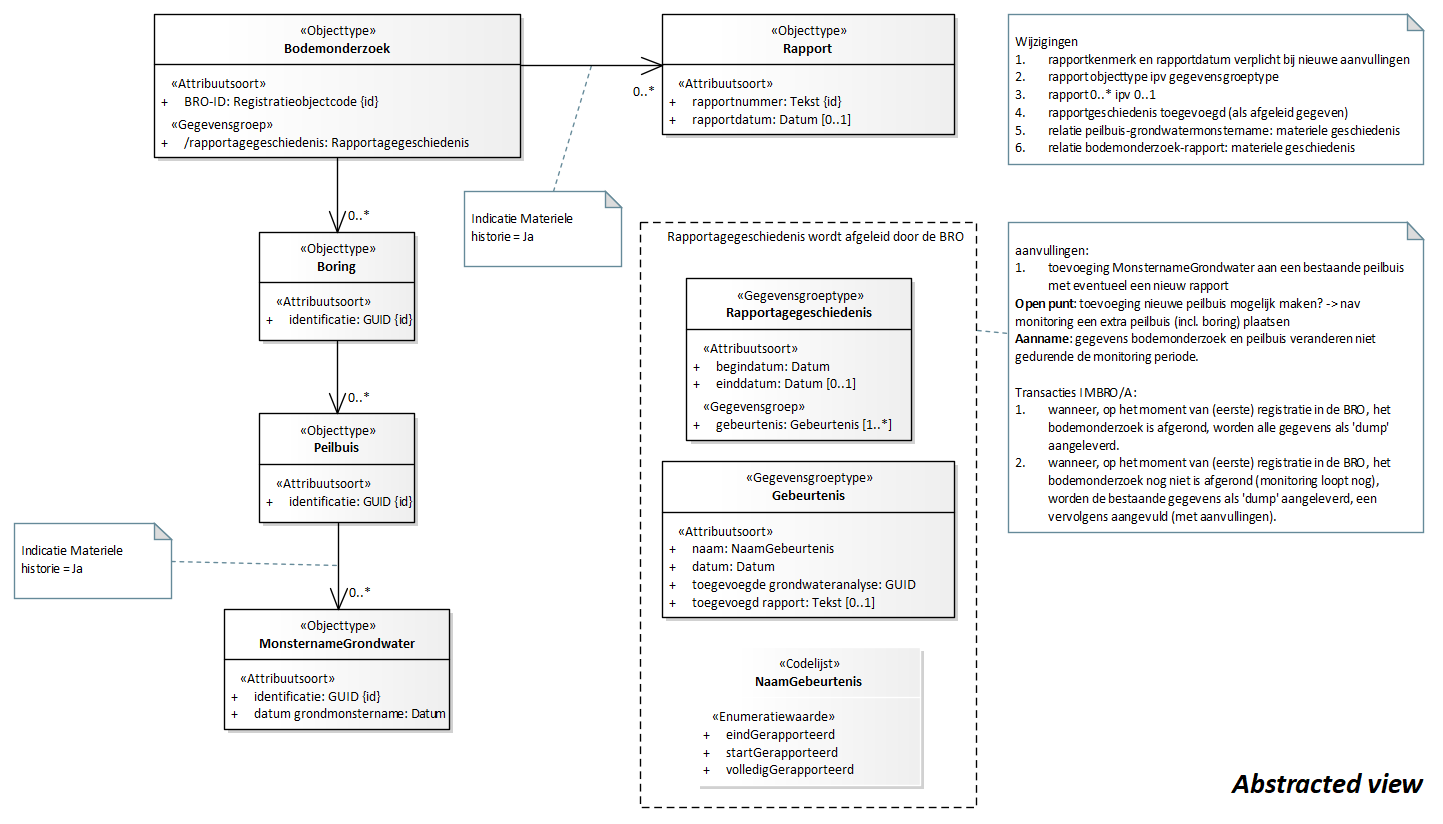 «Objecttype»
Bodemonderzoek
«Attribuutsoort»
+ BRO-ID: Registratieobjectcode {id}
«Gegevensgroep»
+ /rapportagegeschiedenis: Rapportagegeschiedenis
0..*
«Objecttype»
Rapport
«Attribuutsoort»
+ rapportnummer: Tekst {id}
+ rapportdatum: Datum [0..1]
Wijzigingen
1. rapportkenmerk en rapportdatum verplicht bij nieuwe aanvullingen
2. rapport objecttype ipv gegevensgroeptype
3. rapport 0..* ipv 0..1
4. rapportgeschiedenis toegevoegd (als afgeleid gegeven)
5. relatie peilbuis-grondwatermonstername: materiele geschiedenis
6. relatie bodemonderzoek-rapport: materiele geschiedenis
Indicatie Materiele
historie = Ja
0..*
«Objecttype»
Boring
«Attribuutsoort»
+ identificatie: GUID {id}
0..*
«Objecttype»
Peilbuis
«Attribuutsoort»
+ identificatie: GUID {id}
Indicatie Materiele
historie = Ja
0..*
«Objecttype»
MonsternameGrondwater
«Attribuutsoort»
+ identificatie: GUID {id}
+ datum grondmonstername: Datum
Rapportagegeschiedenis wordt afgeleid door de BRO
«Gegevensgroeptype»
Rapportagegeschiedenis
«Attribuutsoort»
+ begindatum: Datum
+ einddatum: Datum [0..1]
«Gegevensgroep»
+ gebeurtenis: Gebeurtenis [1..*]
«Gegevensgroeptype»
Gebeurtenis
«Attribuutsoort»
+ naam: NaamGebeurtenis
+ datum: Datum
+ toegevoegde grondwateranalyse: GUID
+ toegevoegd rapport: Tekst [0..1]
«Codelijst»
NaamGebeurtenis
«Enumeratiewaarde»
+ eindGerapporteerd
+ startGerapporteerd
+ volledigGerapporteerd
aanvullingen:
1. toevoeging MonsternameGrondwater aan een bestaande peilbuis
met eventueel een nieuw rapport
Open punt: toevoeging nieuwe peilbuis mogelijk maken? -> nav
monitoring een extra peilbuis (incl. boring) plaatsen
Aanname: gegevens bodemonderzoek en peilbuis veranderen niet
gedurende de monitoring periode.
Transacties IMBRO/A:
1. wanneer, op het moment van (eerste) registratie in de BRO, het
bodemonderzoek is afgerond, worden alle gegevens als 'dump'
aangeleverd.
2. wanneer, op het moment van (eerste) registratie in de BRO, het
bodemonderzoek nog niet is afgerond (monitoring loopt nog),
worden de bestaande gegevens als 'dump' aangeleverd, een
vervolgens aangevuld (met aanvullingen).
Abstracted view